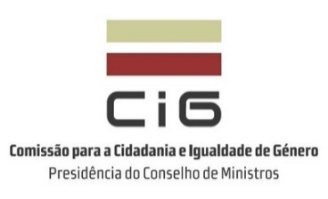 CiG
Comissão para a Cidadania e Igualdade de Género
Presidência do Conselho de Ministros